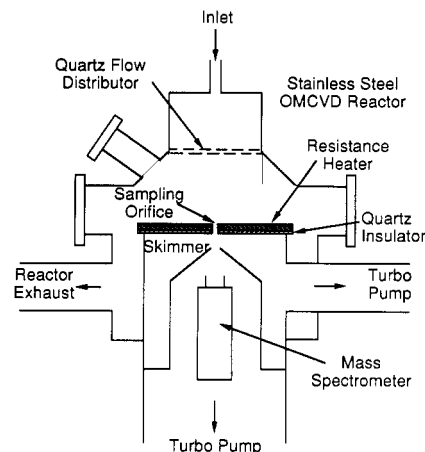 Inlet
Quartz Flow
Distributor
Stainless Steel
OMCVD Reactor
Resistance
Heater
Sampling
Orifice
Quartz
Insulator
Skimmer
Reactor
Exhaust
Turbo
Pump
Mass
Spectrometer
Turbo Pump